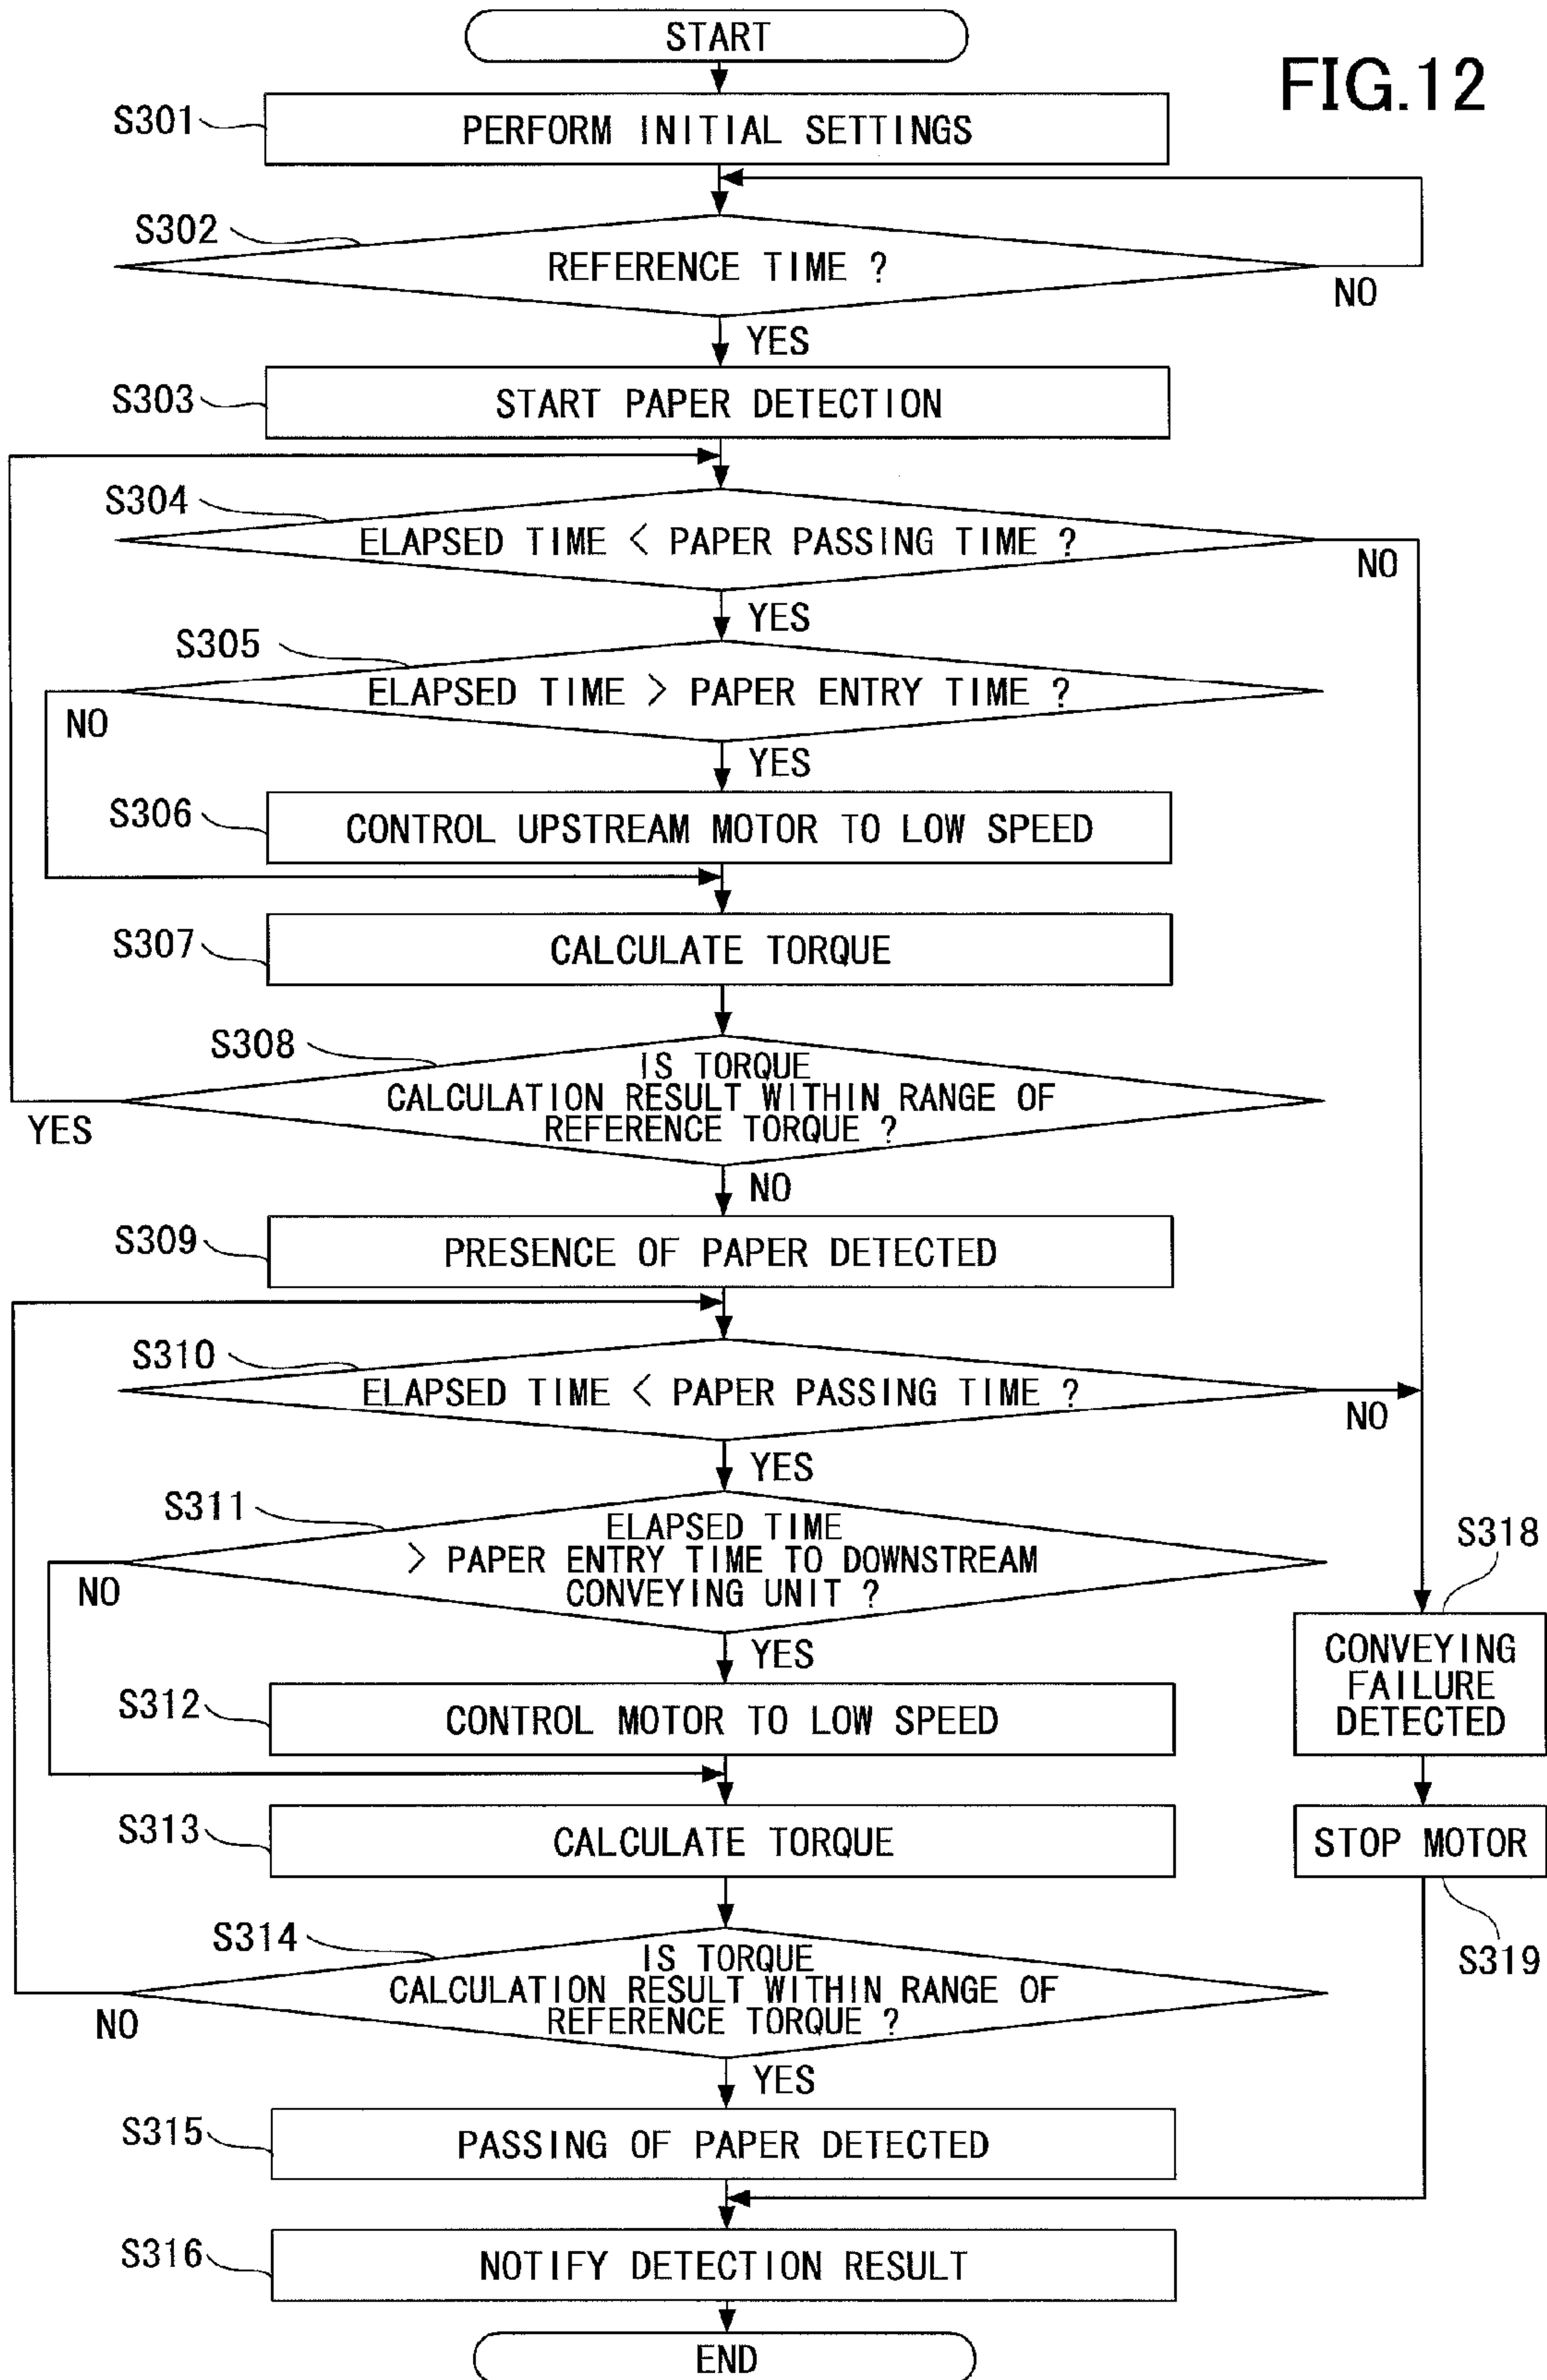 START
FIG.12
S301
PERFORM INITIAL SETTINGS
S302
REFERENCE TIME ?
NO
YES
S303
START PAPER DETECTION
S304
ELAPSED TIME < PAPER PASSING TIME ?
NO
YES
S305
ELAPSED TIME > PAPER ENTRY TIME ?
NO
YES
S306
CONTROL UPSTREAM MOTOR TO LOW SPEED
S307
CALCULATE TORQUE
S308
IS TORQUE
CALCULATION RESULT WITHIN RANGE OF
REFERENCE TORQUE ?
YES
NO
S309
PRESENCE OF PAPER DETECTED
S310
ELAPSED TIME < PAPER PASSING TIME ?
NO
YES
S311
ELAPSED TIME
> PAPER ENTRY TIME TO DOWNSTREAM
CONVEYING UNIT ?
NO
YES
S318
CONVEYING
FAILURE
DETECTED
S312
CONTROL MOTOR TO LOW SPEED
S313
CALCULATE TORQUE
STOP MOTOR
S319
S314
IS TORQUE
CALCULATION RESULT WITHIN RANGE OF
REFERENCE TORQUE ?
NO
YES
S315
PASSING OF PAPER DETECTED
S316
NOTIFY DETECTION RESULT
END